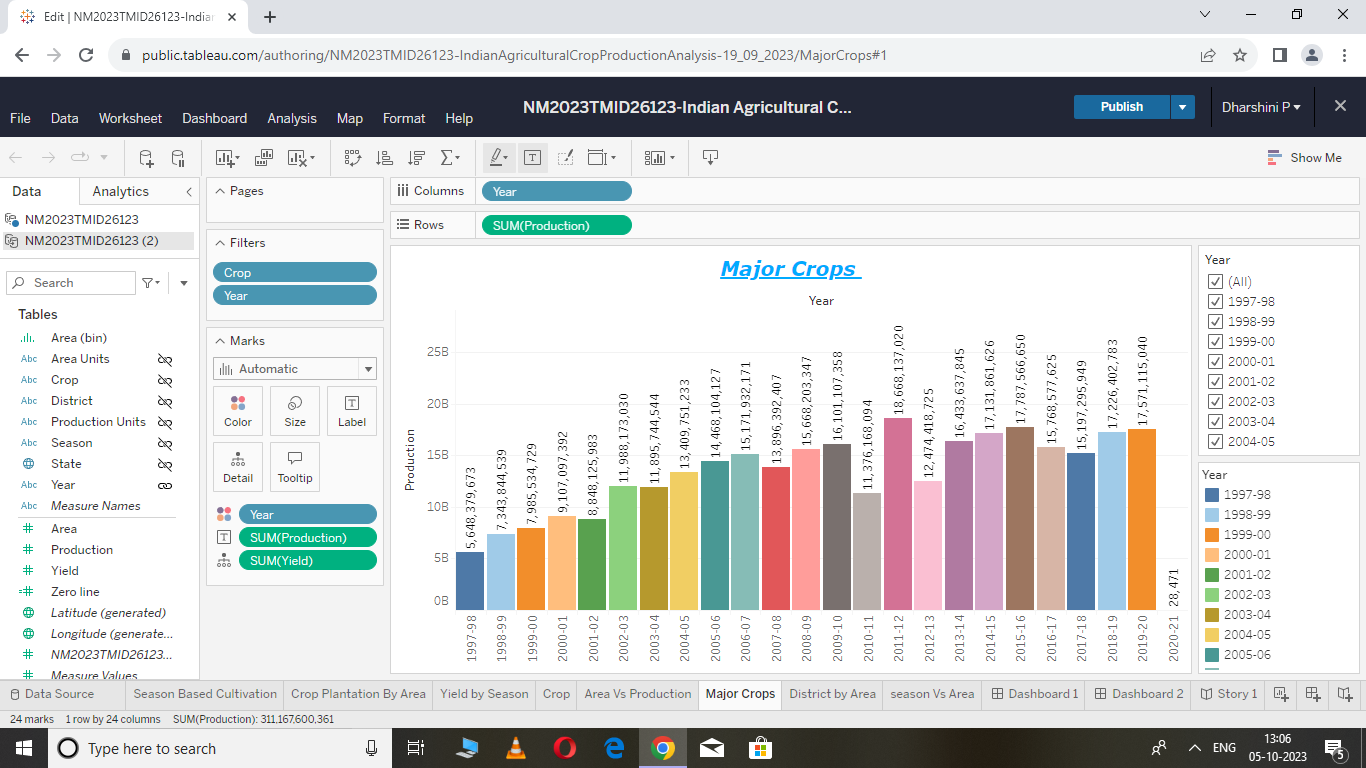 Edit | NM2023TMID26123-India
public.tableau.com/authoring/NM2023TMID26123-IndianAgriculturalCropProductionAnalysis-19_09_2023/MajorCrops#1
NM2023TMID26123-Indian Agricultural C...
Publish
Dharshini P
File Data Worksheet Dashboard Analysis Map Format Help
Show Me
Data Analytics
NM2023TMID26123
NM2023TMID26123 (2)
Search
Tables
Area (bin)
Abc Area Units
Abc Crop
Abc District
Abc Production Units
Abc Season
State
Abc Year
Abc Measure Names
Area
Production
Yield
Zero line
Latitude (generated)
Longitude (generate...
NM2023TMID26123...
Measure Values
Pages
Filters
Crop
Year
Marks
Automatic
Color Size Label
Detail Tooltip
Year
SUM(Production)
SUM(Yield)
Columns Year
Rows SUM(Production)
Major Crops
Year
Production
25B
20B
15B
10B
5B
0B
5,648,379,673
7,343,844,539
7,985,534,729
9,107,097,392
8,848,125,983
11,988,173,030
11,895,744,544
13,409,751,233
14,468,104,127
15,171,932,171
13,896,392,407
15,668,203,347
16,101,107,358
11,376,168,094
18,668,137,020
12,474,418,725
16,433,637,845
17,131,861,626
17,787,566,650
15,768,577,625
15,197,295,949
17,226,402,783
17,571,115,040
28,471
1997-98
1998-99
1999-00
2000-01
2001-02
2002-03
2003-04
2004-05
2005-06
2006-07
2007-08
2008-09
2009-10
2010-11
2011-12
2012-13
2013-14
2014-15
2015-16
2016-17
2017-18
2018-19
2019-20
2020-21
Year
(All)
1997-98
1998-99
1999-00
2000-01
2001-02
2002-03
2003-04
2004-05
Year
1997-98
1998-99
1999-00
2000-01
2001-02
2002-03
2003-04
2004-05
2005-06
Data Source Season Based Cultivation Crop Plantation By Area Yield by Season Crop Area Vs Production Major Crops District by Area season Vs Area Dashboard 1 Dashboard 2 Story 1
24 marks 1 row by 24 columns SUM(Production): 311,167,600,361
Type here to search
ENG
13:06
05-10-2023
5